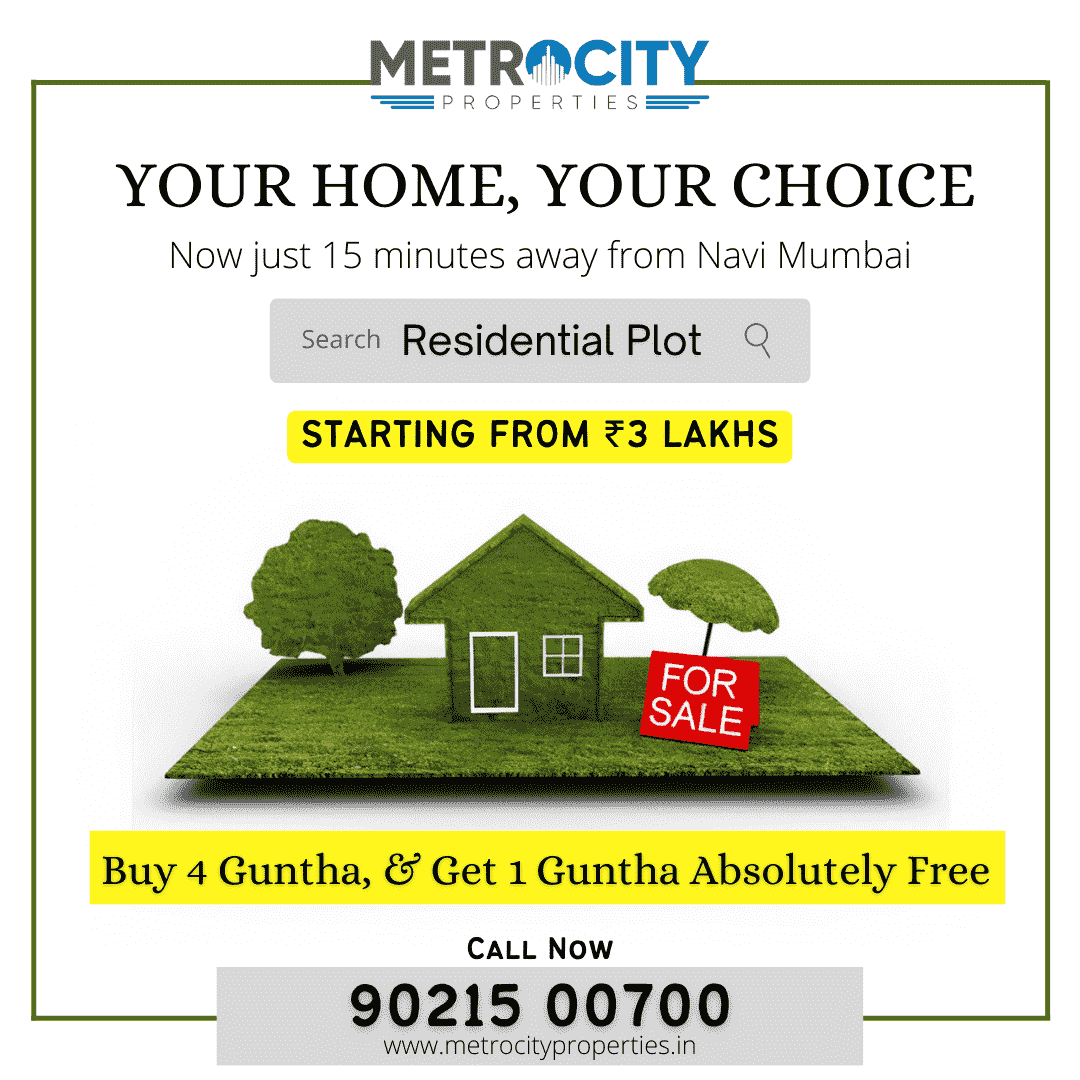 METROCITY
PROPERTIES
YOUR HOME, YOUR CHOICE
Now just 15 minutes away from Navi Mumbai
Search Residential Plot
STARTING FROM ₹3 LAKHS
FOR
SALE
Buy 4 Guntha, & Get 1 Guntha Absolutely Free
CALL NOW
90215 00700
www.metrocityproperties.in